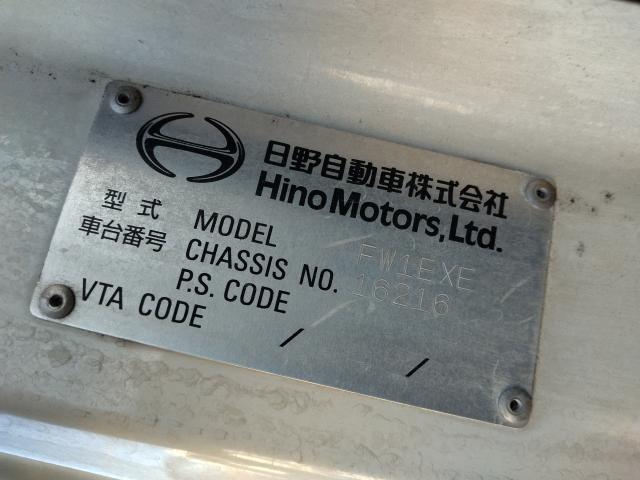 日野自動車株式会社
Hino Motors, Ltd.
型式 MODEL FW1EXE
車台番号 CHASSIS NO. 16216
P.S. CODE
VTA CODE / /